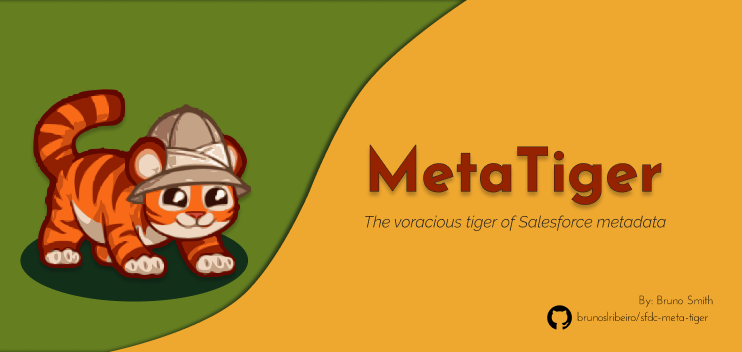 MetaTiger
The voracious tiger of Salesforce metadata
By: Bruno Smith
brunoslribeiro/sfdc-meta-tiger